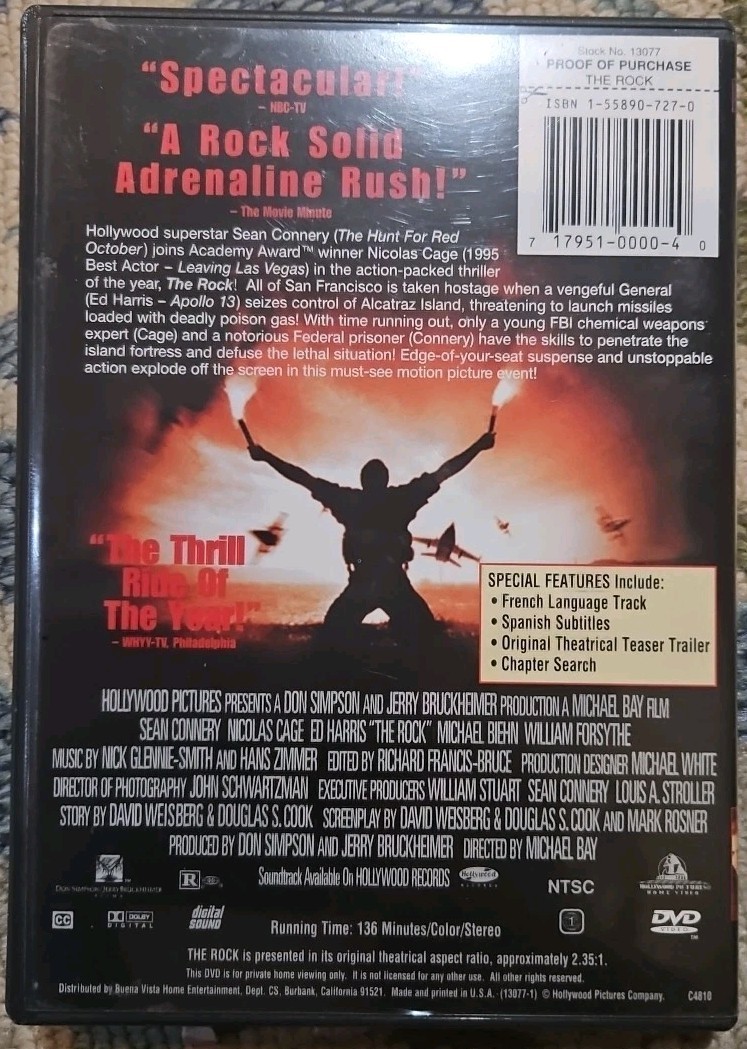 "Spectacular!"
– NBC-TV
"A Rock Solid
Adrenaline Rush!"
– The Movie Minute
Stock No. 13077
PROOF OF PURCHASE
THE ROCK
ISBN 1-55890-727-0
7 17951-0000-4 0
Hollywood superstar Sean Connery (The Hunt For Red
October) joins Academy Award™ winner Nicolas Cage (1995
Best Actor – Leaving Las Vegas) in the action-packed thriller
of the year, The Rock! All of San Francisco is taken hostage when a vengeful General
(Ed Harris – Apollo 13) seizes control of Alcatraz Island, threatening to launch missiles
loaded with deadly poison gas! With time running out, only a young FBI chemical weapons
expert (Cage) and a notorious Federal prisoner (Connery) have the skills to penetrate the
island fortress and defuse the lethal situation! Edge-of-your-seat suspense and unstoppable
action explode off the screen in this must-see motion picture event!
"The Thrill
Ride Of
The Year!"
– WHYY-TV, Philadelphia
SPECIAL FEATURES Include:
• French Language Track
• Spanish Subtitles
• Original Theatrical Teaser Trailer
• Chapter Search
HOLLYWOOD PICTURES PRESENTS A DON SIMPSON AND JERRY BRUCKHEIMER PRODUCTION A MICHAEL BAY FILM
SEAN CONNERY NICOLAS CAGE ED HARRIS "THE ROCK" MICHAEL BIEHN WILLIAM FORSYTHE
MUSIC BY NICK GLENNIE-SMITH AND HANS ZIMMER EDITED BY RICHARD FRANCIS-BRUCE PRODUCTION DESIGNER MICHAEL WHITE
DIRECTOR OF PHOTOGRAPHY JOHN SCHWARTZMAN EXECUTIVE PRODUCERS WILLIAM STUART SEAN CONNERY LOUIS A. STROLLER
STORY BY DAVID WEISBERG & DOUGLAS S. COOK SCREENPLAY BY DAVID WEISBERG & DOUGLAS S. COOK AND MARK ROSNER
PRODUCED BY DON SIMPSON AND JERRY BRUCKHEIMER DIRECTED BY MICHAEL BAY
DON SIMPSON JERRY BRUCKHEIMER
FILMS
R
Soundtrack Available On HOLLYWOOD RECORDS
Hollywood
RECORDS
NTSC
HOLLYWOOD PICTURES
HOME VIDEO
CC
DOLBY
DIGITAL
digital
SOUND
Running Time: 136 Minutes/Color/Stereo
1
DVD
VIDEO
™
THE ROCK is presented in its original theatrical aspect ratio, approximately 2.35:1.
This DVD is for private home viewing only. It is not licensed for any other use. All other rights reserved.
Distributed by Buena Vista Home Entertainment, Dept. CS, Burbank, California 91521. Made and printed in U.S.A. (13077-1) © Hollywood Pictures Company. C4810